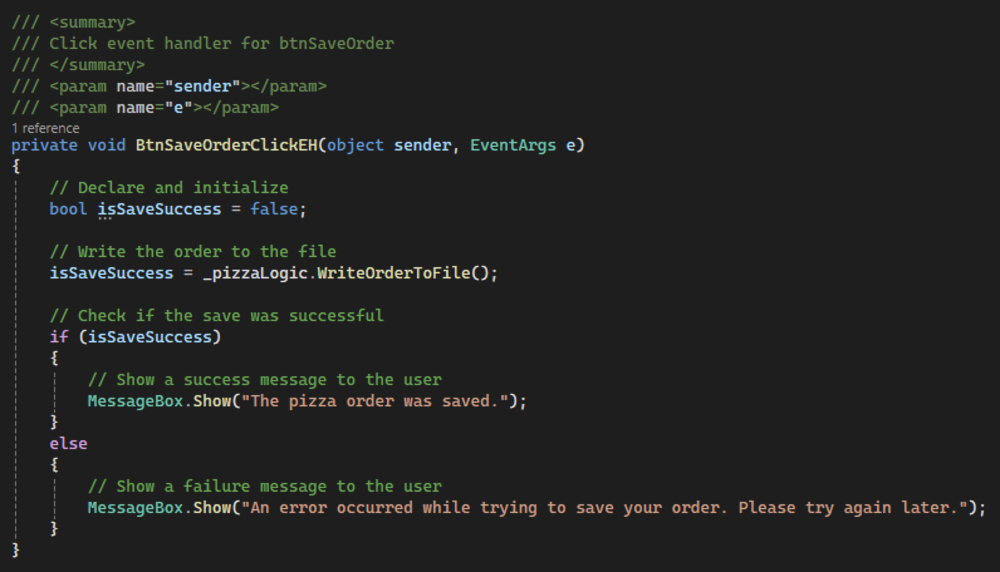 /// <summary>
/// Click event handler for btnSaveOrder
/// </summary>
/// <param name="sender"></param>
/// <param name="e"></param>
1 reference
private void BtnSaveOrderClickEH(object sender, EventArgs e)
{
    // Declare and initialize
    bool isSaveSuccess = false;

    // Write the order to the file
    isSaveSuccess = _pizzaLogic.WriteOrderToFile();

    // Check if the save was successful
    if (isSaveSuccess)
    {
        // Show a success message to the user
        MessageBox.Show("The pizza order was saved.");
    }
    else
    {
        // Show a failure message to the user
        MessageBox.Show("An error occurred while trying to save your order. Please try again later.");
    }
}